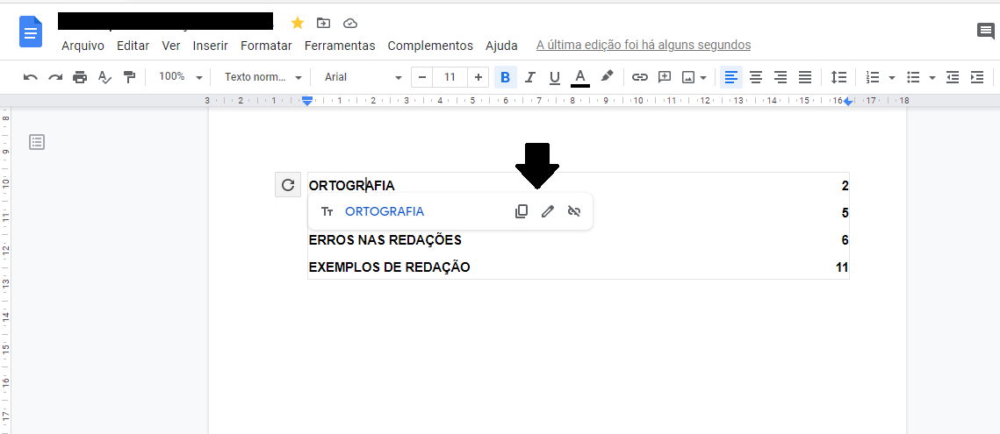 Arquivo Editar Ver Inserir Formatar Ferramentas Complementos Ajuda A última edição foi há alguns segundos
100% Texto norm... Arial − 11 + B I U A
3 2 1 1 2 3 4 5 6 7 8 9 10 11 12 13 14 15 16 17 18
ORTOGRAFIA 2
Tт ORTOGRAFIA 5
ERROS NAS REDAÇÕES 6
EXEMPLOS DE REDAÇÃO 11
8
9
10
11
12
13
14
15
16
17